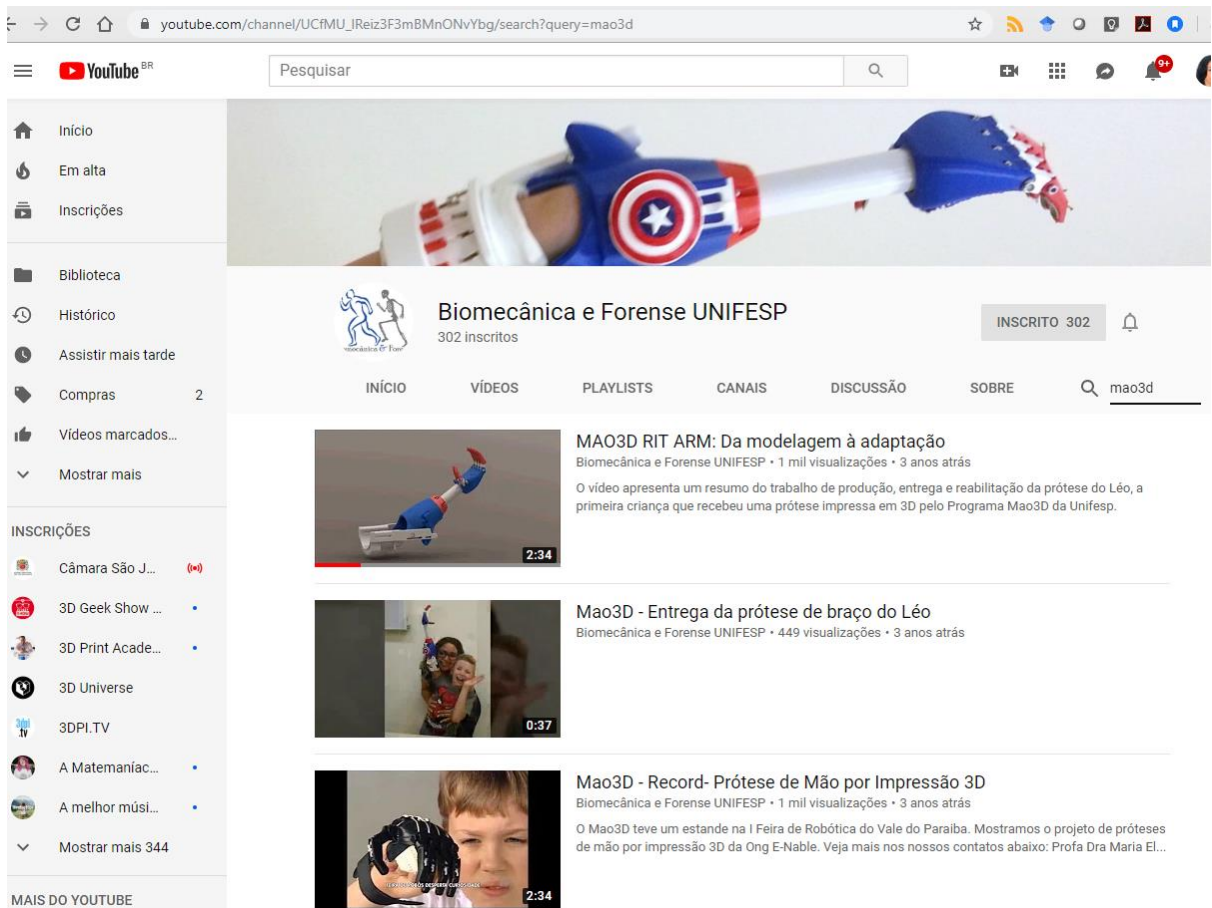 youtube.com/channel/UCfMU_lReiz3F3mBMnONvYbg/search?query=mao3d
YouTube BR
Pesquisar
9+
Início
Em alta
Inscrições
Biblioteca
Histórico
Assistir mais tarde
Compras 2
Vídeos marcados...
Mostrar mais
INSCRIÇÕES
Câmara São J...
3D Geek Show ...
3D Print Acade...
3D Universe
3DPI.TV
A Matemaníac...
A melhor músi...
Mostrar mais 344
MAIS DO YOUTUBE
Biomecânica e Forense UNIFESP
302 inscritos
INSCRITO 302
INÍCIO VÍDEOS PLAYLISTS CANAIS DISCUSSÃO SOBRE mao3d
2:34
MAO3D RIT ARM: Da modelagem à adaptação
Biomecânica e Forense UNIFESP • 1 mil visualizações • 3 anos atrás
O vídeo apresenta um resumo do trabalho de produção, entrega e reabilitação da prótese do Léo, a
primeira criança que recebeu uma prótese impressa em 3D pelo Programa Mao3D da Unifesp.
0:37
Mao3D - Entrega da prótese de braço do Léo
Biomecânica e Forense UNIFESP • 449 visualizações • 3 anos atrás
2:34
Mao3D - Record- Prótese de Mão por Impressão 3D
Biomecânica e Forense UNIFESP • 1 mil visualizações • 3 anos atrás
O Mao3D teve um estande na I Feira de Robótica do Vale do Paraiba. Mostramos o projeto de próteses
de mão por impressão 3D da Ong E-Nable. Veja mais nos nossos contatos abaixo: Profa Dra Maria El...